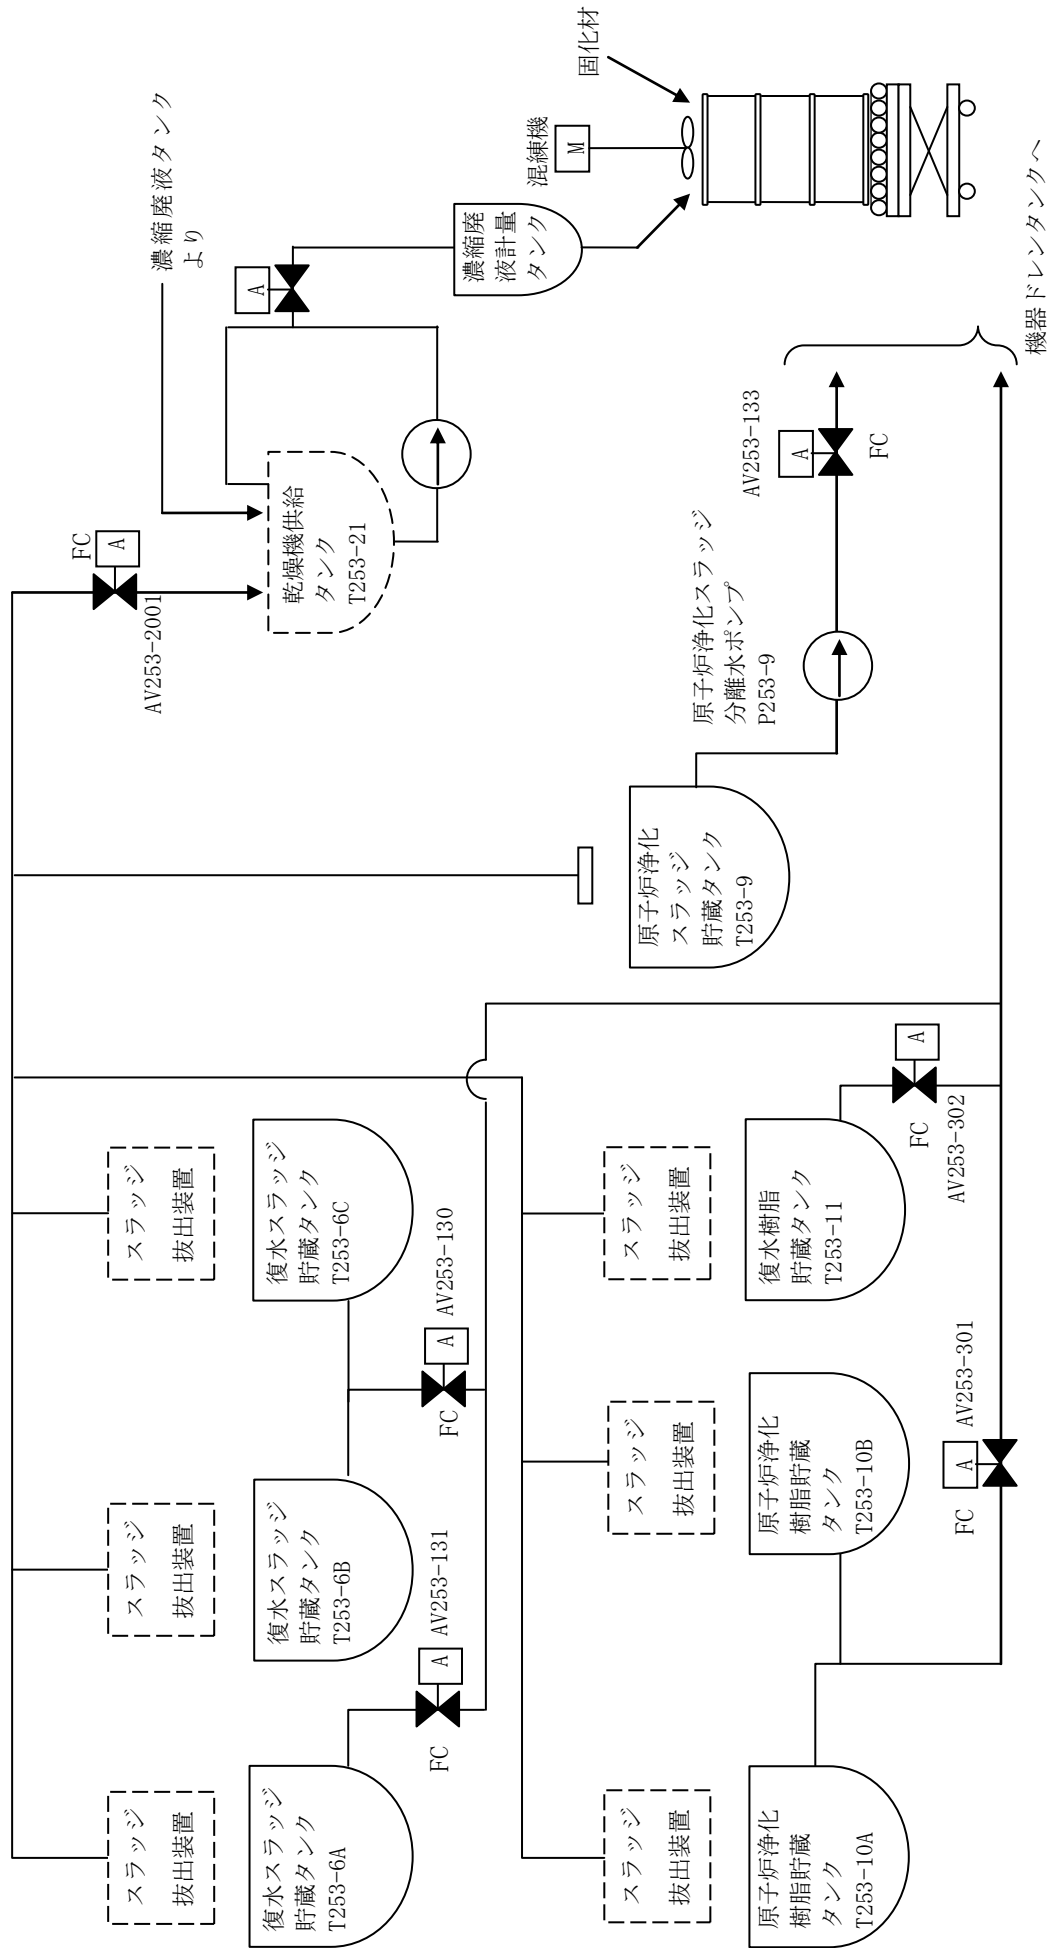 スラッジ
抜出装置
復水スラッジ
貯蔵タンク
T253-6A
FC
A
AV253-131
スラッジ
抜出装置
復水スラッジ
貯蔵タンク
T253-6B
FC
A
AV253-130
スラッジ
抜出装置
復水スラッジ
貯蔵タンク
T253-6C
AV253-2001
FC
A
濃縮廃液タンク
より
乾燥機供給
タンク
T253-21
A
濃縮廃
液計量
タンク
混練機
M
固化材
スラッジ
抜出装置
原子炉浄化
樹脂貯蔵
タンク
T253-10A
スラッジ
抜出装置
原子炉浄化
樹脂貯蔵
タンク
T253-10B
FC
A
AV253-301
スラッジ
抜出装置
復水樹脂
貯蔵タンク
T253-11
FC
A
AV253-302
原子炉浄化
スラッジ
貯蔵タンク
T253-9
原子炉浄化スラッジ
分離水ポンプ
P253-9
AV253-133
A
FC
機器ドレンタンクへ